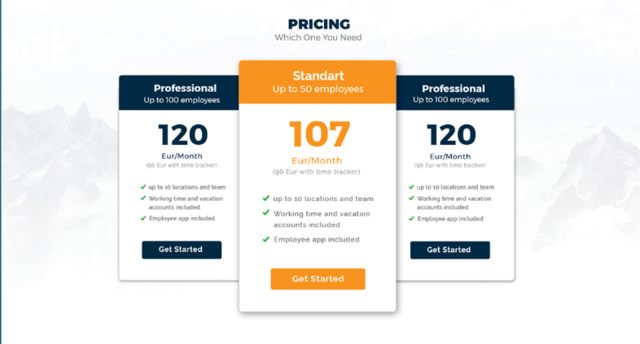 PRICING
Which One You Need
Professional
Up to 100 employees
120
Eur/Month
(96 Eur with time tracker)
up to 10 locations and team
Working time and vacation
accounts included
Employee app included
Get Started
Standart
Up to 50 employees
107
Eur/Month
(96 Eur with time tracker)
up to 10 locations and team
Working time and vacation
accounts included
Employee app included
Get Started
Professional
Up to 100 employees
120
Eur/Month
(96 Eur with time tracker)
up to 10 locations and team
Working time and vacation
accounts included
Employee app included
Get Started